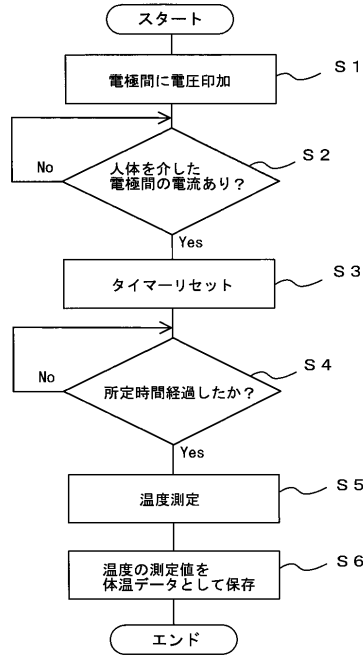 スタート
電極間に電圧印加
S1
人体を介した
電極間の電流あり？
S2
No
Yes
タイマーリセット
S3
所定時間経過したか？
S4
No
Yes
温度測定
S5
温度の測定値を
体温データとして保存
S6
エンド